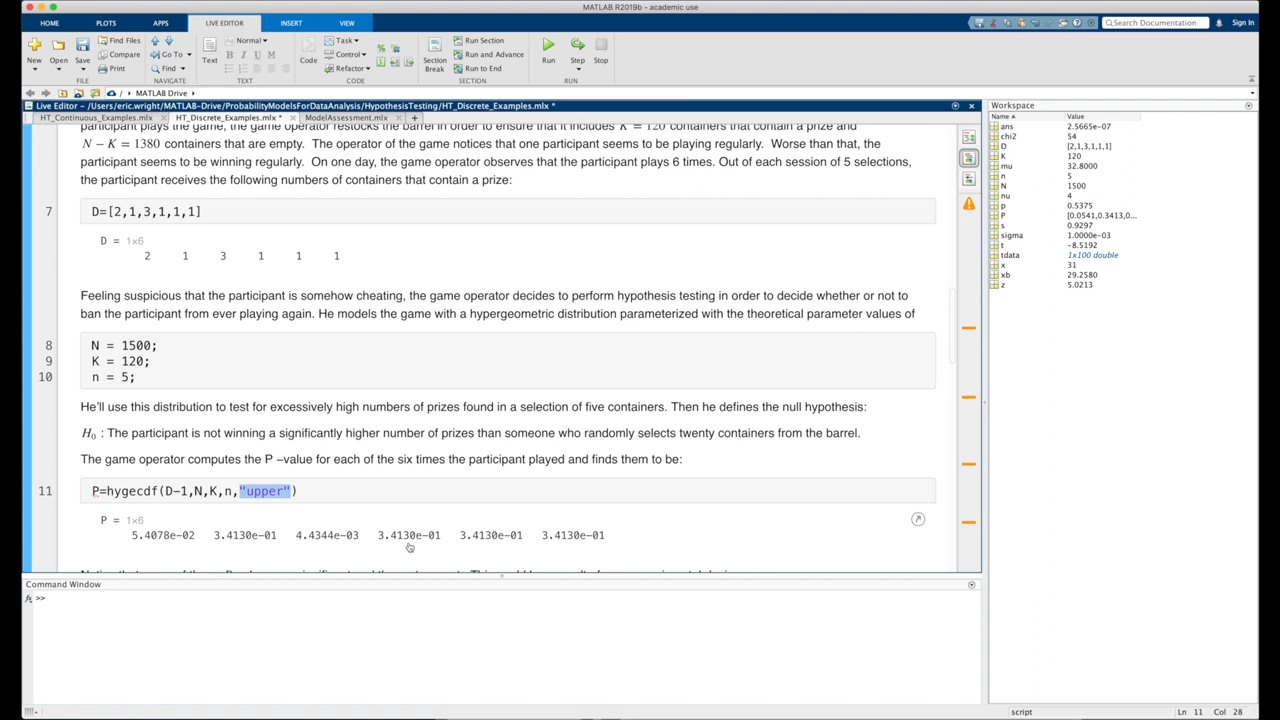 MATLAB R2019b - academic use
HOME PLOTS APPS LIVE EDITOR INSERT VIEW Search Documentation Sign In
New Open Save Find Files Compare Print Go To Find Normal B I U M Text Code Task Control Refactor Section Break Run Section Run and Advance Run to End Run Step Stop
FILE NAVIGATE TEXT CODE SECTION RUN
MATLAB Drive
Live Editor - /Users/eric.wright/MATLAB-Drive/ProbabilityModelsForDataAnalysis/HypothesisTesting/HT_Discrete_Examples.mlx *
HT_Continuous_Examples.mlx HT_Discrete_Examples.mlx * ModelAssessment.mlx
participant plays the game, the game operator restocks the barrel in order to ensure that it includes K = 120 containers that contain a prize and
N − K = 1380 containers that are empty. The operator of the game notices that one participant seems to be playing regularly. Worse than that, the
participant seems to be winning regularly. On one day, the game operator observes that the participant plays 6 times. Out of each session of 5 selections,
the participant receives the following numbers of containers that contain a prize:
7 D=[2,1,3,1,1,1]
D = 1×6
2 1 3 1 1 1
Feeling suspicious that the participant is somehow cheating, the game operator decides to perform hypothesis testing in order to decide whether or not to
ban the participant from ever playing again. He models the game with a hypergeometric distribution parameterized with the theoretical parameter values of
8 N = 1500;
9 K = 120;
10 n = 5;
He'll use this distribution to test for excessively high numbers of prizes found in a selection of five containers. Then he defines the null hypothesis:
H0 : The participant is not winning a significantly higher number of prizes than someone who randomly selects twenty containers from the barrel.
The game operator computes the P –value for each of the six times the participant played and finds them to be:
11 P=hygecdf(D-1,N,K,n,"upper")
P = 1×6
5.4078e-02 3.4130e-01 4.4344e-03 3.4130e-01 3.4130e-01 3.4130e-01
Command Window
fx >>
Workspace
Name Value
ans 2.5665e-07
chi2 54
D [2,1,3,1,1,1]
K 120
mu 32.8000
n 5
N 1500
nu 4
p 0.5375
P [0.0541,0.3413,0...
s 0.9297
sigma 1.0000e-03
t -8.5192
tdata 1x100 double
x 31
xb 29.2580
z 5.0213
script Ln 11 Col 28